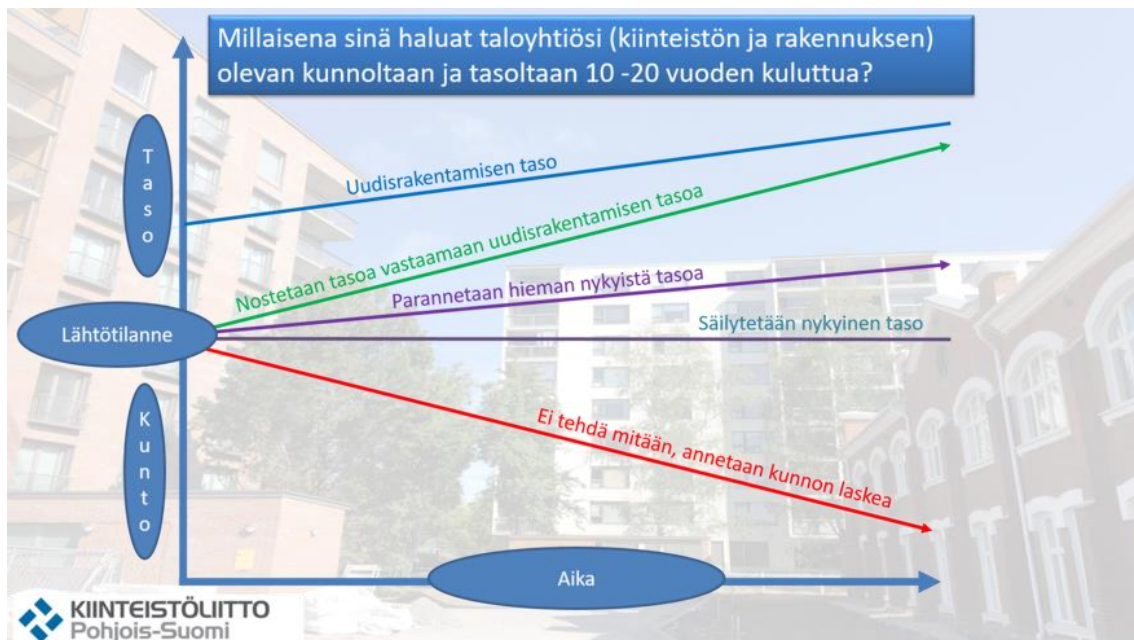 Millaisena sinä haluat taloyhtiösi (kiinteistön ja rakennuksen)
olevan kunnoltaan ja tasoltaan 10 -20 vuoden kuluttua?
Taso
Uudisrakentamisen taso
Nostetaan tasoa vastaamaan uudisrakentamisen tasoa
Parannetaan hieman nykyistä tasoa
Säilytetään nykyinen taso
Lähtötilanne
Kunto
Ei tehdä mitään, annetaan kunnon laskea
Aika
KIINTEISTÖLIITTO
Pohjois-Suomi